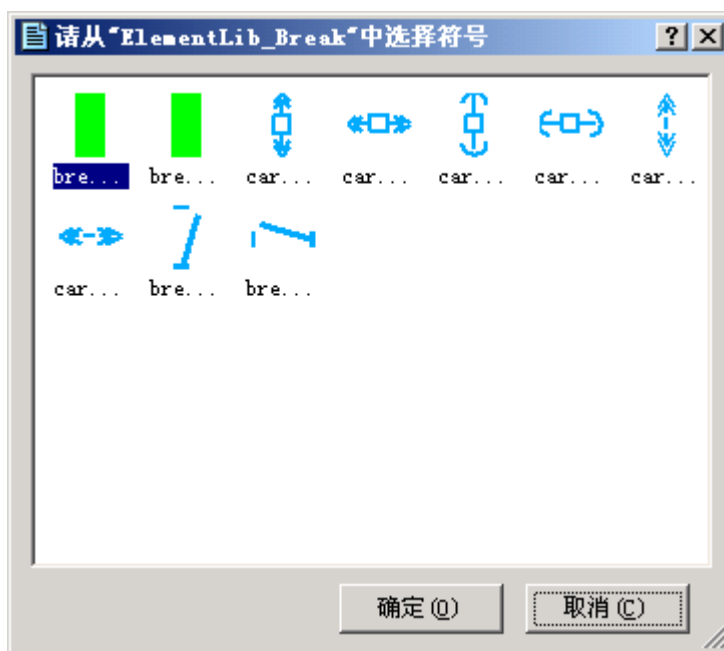 请从"ElementLib_Break"中选择符号
bre... bre... car... car... car... car... car...
car... bre... bre...
确定(O) 取消(C)